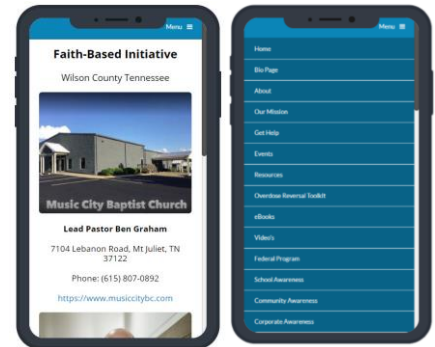 Menu ≡
Faith-Based Initiative
Wilson County Tennessee
Music City Baptist Church
Lead Pastor Ben Graham
7104 Lebanon Road, Mt Juliet, TN
37122
Phone: (615) 807-0892
https://www.musiccitybc.com
Menu ≡
Home
Bio Page
About
Our Mission
Get Help
Events
Resources
Overdose Reversal Toolkit
eBooks
Video's
Federal Program
School Awareness
Community Awareness
Corporate Awareness